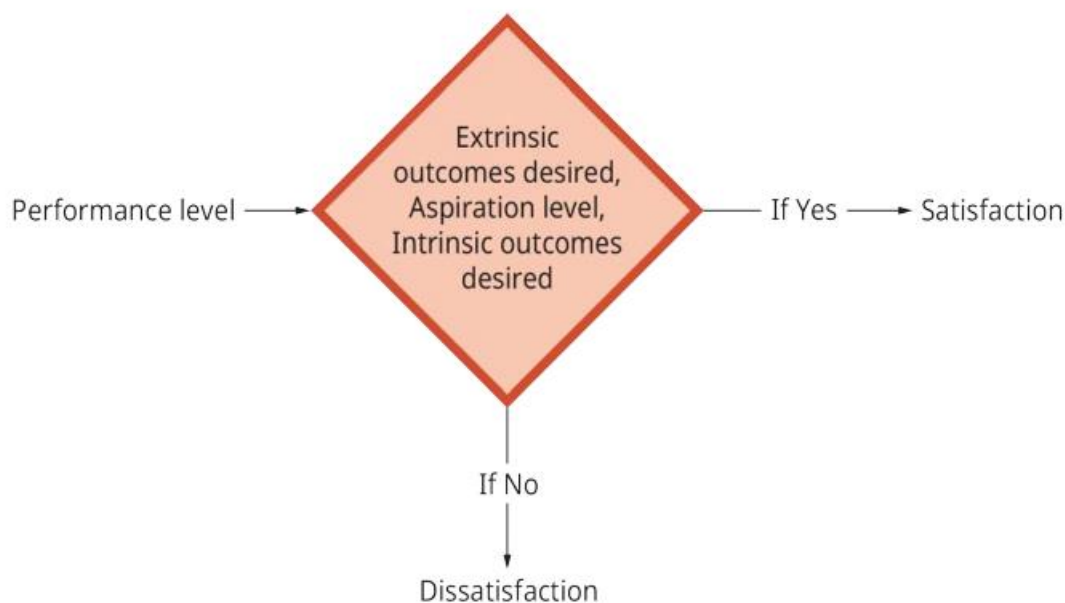 Extrinsic
outcomes desired,
Performance level
Aspiration level,
If Yes
Satisfaction
Intrinsic outcomes
desired
If No
Dissatisfaction